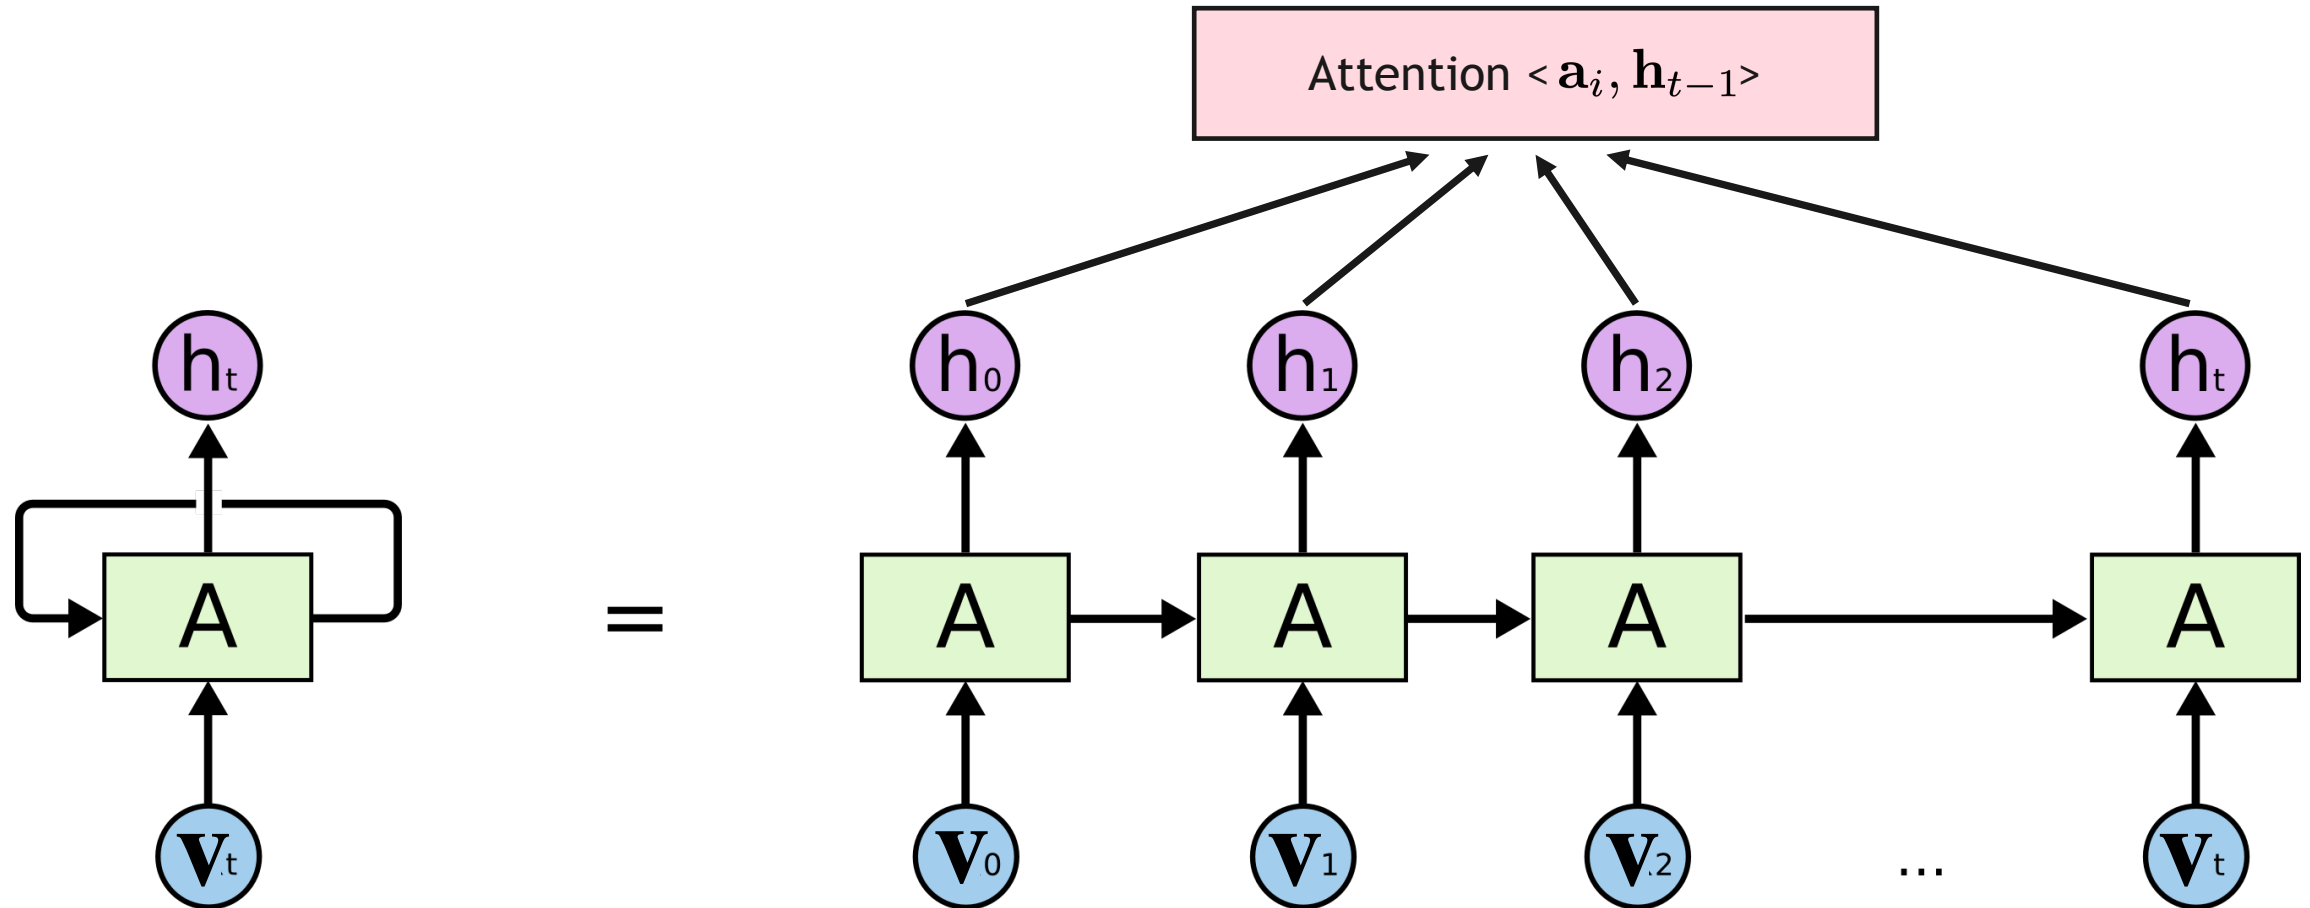 Attention < a_i, h_{t-1}>
h_t h_0 h_1 h_2 h_t
A = A A A A
v_t v_0 v_1 v_2 ... v_t